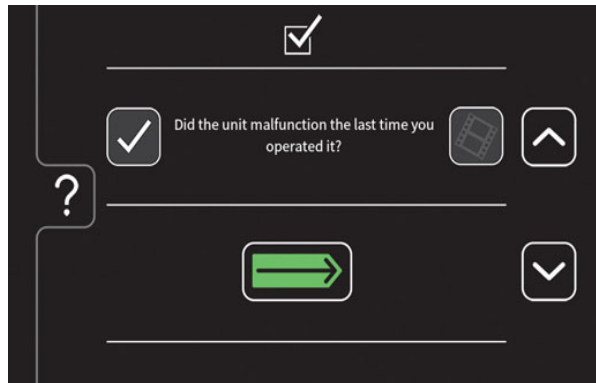 Did the unit malfunction the last time you
operated it?
?